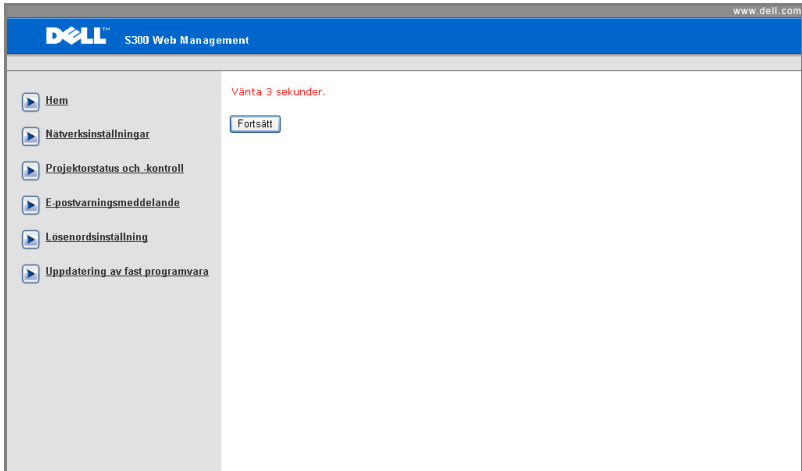 www.dell.com
DELL™ S300 Web Management
Hem
Nätverksinställningar
Projektorstatus och -kontroll
E-postvarningsmeddelande
Lösenordsinställning
Uppdatering av fast programvara
Vänta 3 sekunder.
Fortsätt